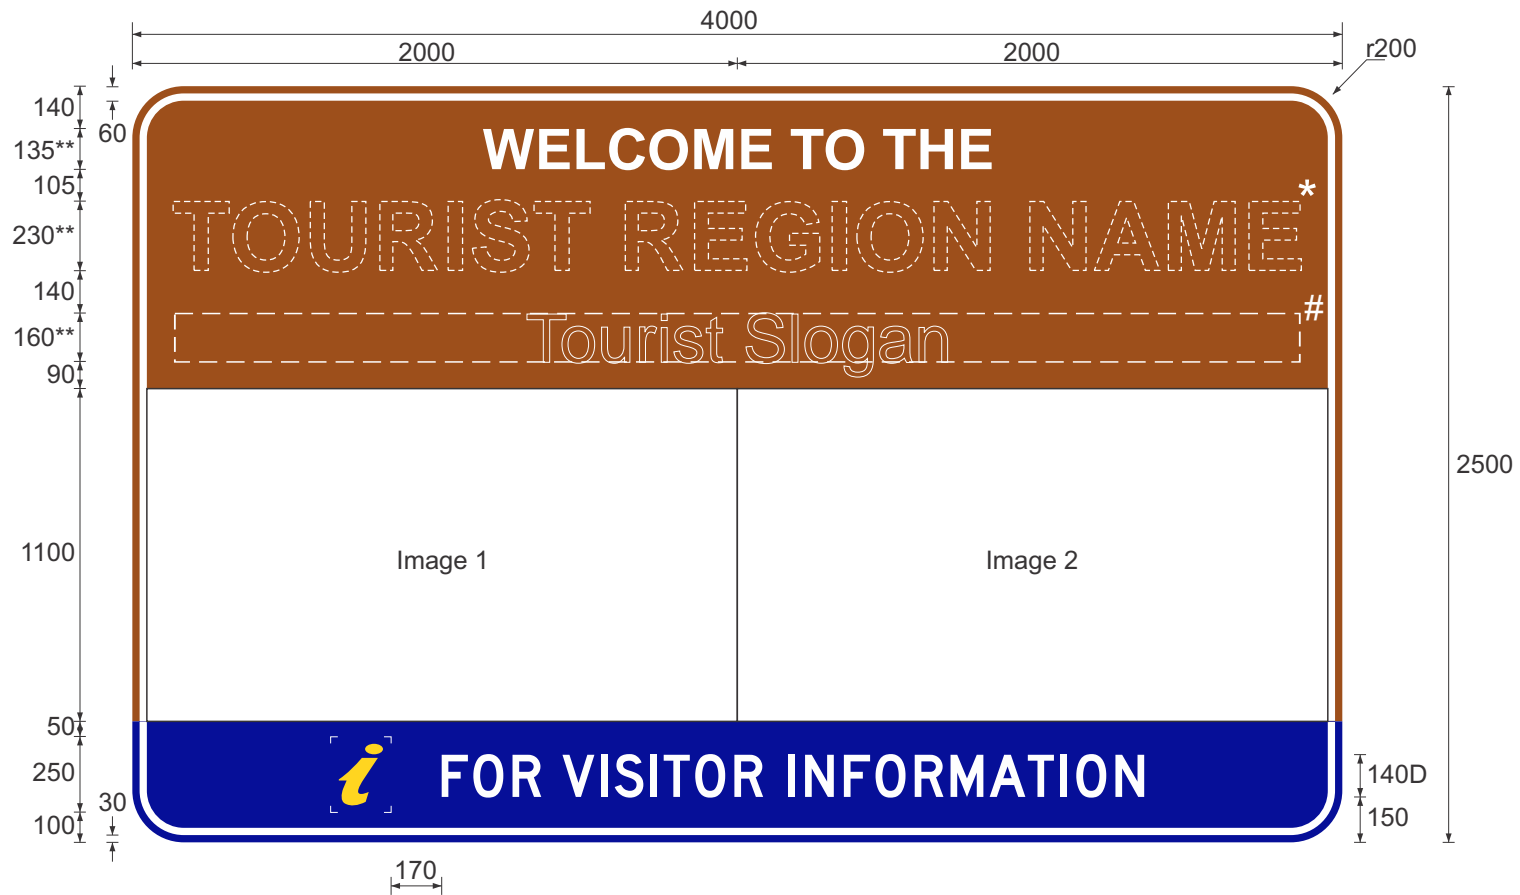 4000
2000 2000
r200
140
60
135**
WELCOME TO THE
105
*
230**
TOURIST REGION NAME
140
#
160**
Tourist Slogan
90
2500
1100
Image 1 Image 2
50
250
i FOR VISITOR INFORMATION
140D
30
100
150
170